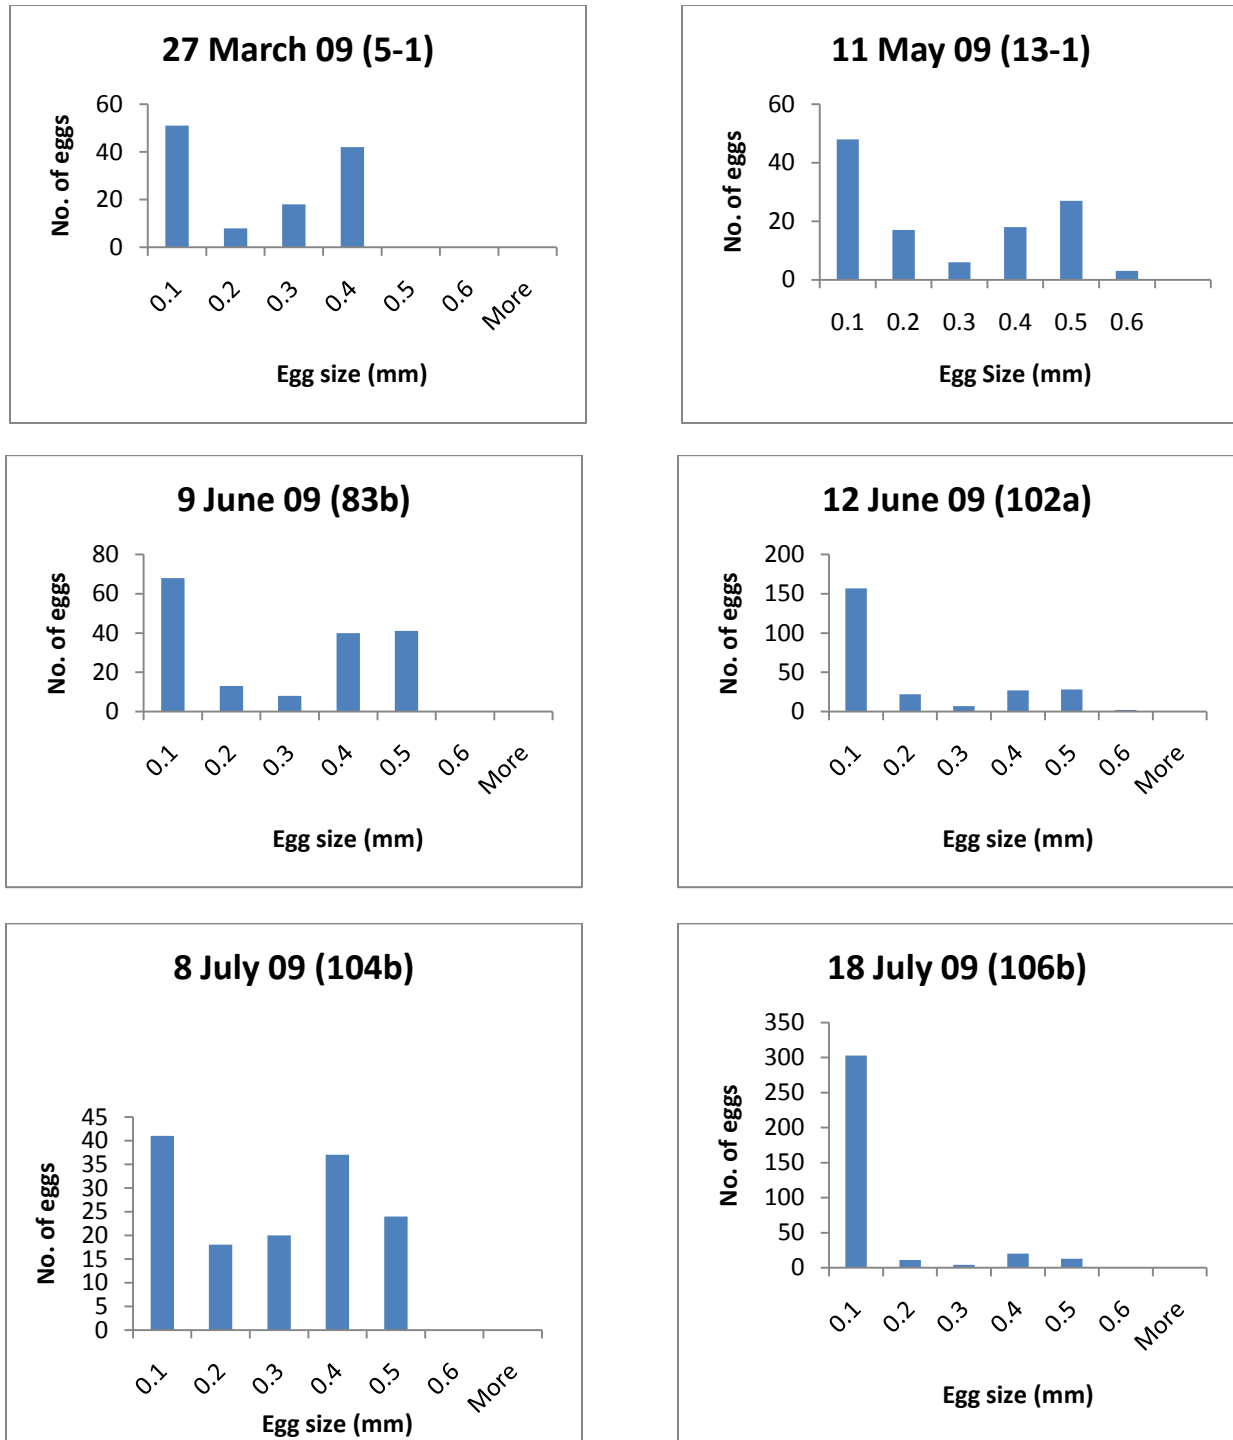 27 March 09 (5-1)
No. of eggs
60
40
20
0
0.1 0.2 0.3 0.4 0.5 0.6 More
Egg size (mm)
11 May 09 (13-1)
No. of eggs
60
40
20
0
0.1 0.2 0.3 0.4 0.5 0.6
Egg Size (mm)
9 June 09 (83b)
No. of eggs
80
60
40
20
0
0.1 0.2 0.3 0.4 0.5 0.6 More
Egg size (mm)
12 June 09 (102a)
No. of eggs
200
150
100
50
0
0.1 0.2 0.3 0.4 0.5 0.6 More
Egg size (mm)
8 July 09 (104b)
No. of eggs
45
40
35
30
25
20
15
10
5
0
0.1 0.2 0.3 0.4 0.5 0.6 More
Egg size (mm)
18 July 09 (106b)
No. of eggs
350
300
250
200
150
100
50
0
0.1 0.2 0.3 0.4 0.5 0.6 More
Egg size (mm)